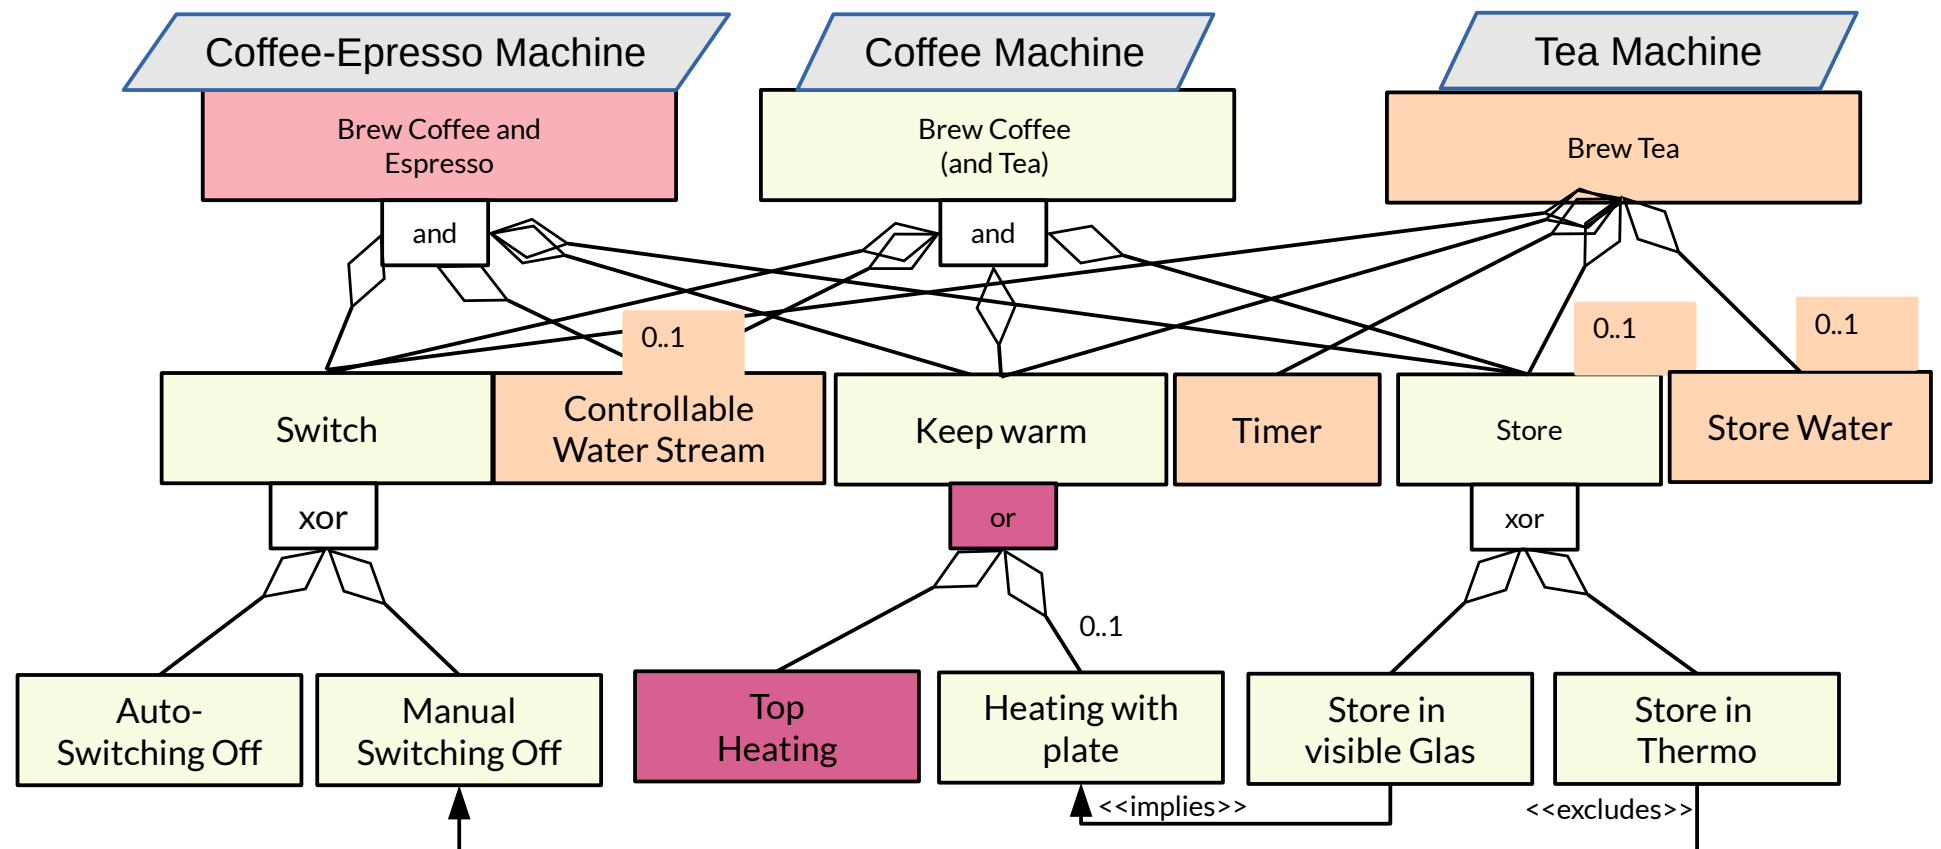 Coffee-Epresso Machine
Coffee Machine
Tea Machine
Brew Coffee and
Espresso
Brew Coffee
(and Tea)
Brew Tea
and
and
0..1
0..1
0..1
Switch
Controllable
Water Stream
Keep warm
Timer
Store
Store Water
xor
or
xor
0..1
Auto-
Switching Off
Manual
Switching Off
Top
Heating
Heating with
plate
Store in
visible Glas
Store in
Thermo
<<implies>>
<<excludes>>